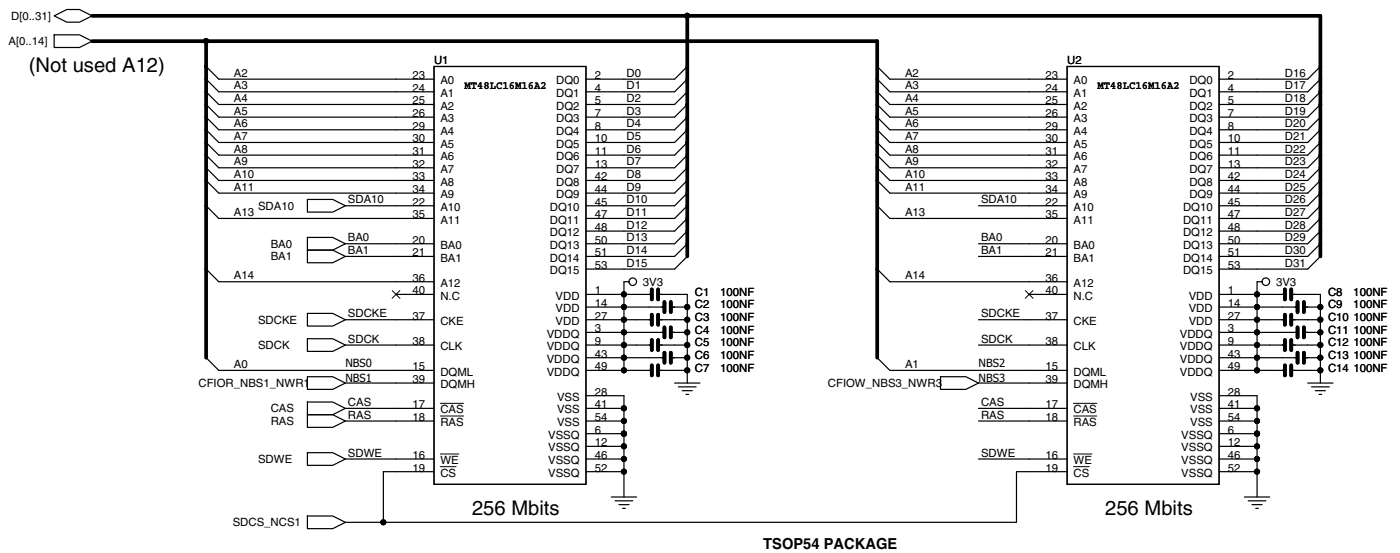 D[0..31]
A[0..14]
(Not used A12)
U1
MT48LC16M16A2
A2 23 A0
A3 24 A1
A4 25 A2
A5 26 A3
A6 29 A4
A7 30 A5
A8 31 A6
A9 32 A7
A10 33 A8
A11 34 A9
SDA10 SDA10 22 A10
A13 35 A11
BA0 BA0 20 BA0
BA1 BA1 21 BA1
A14 36 A12
40 N.C
SDCKE SDCKE 37 CKE
SDCK SDCK 38 CLK
A0 NBS0 15 DQML
CFIOR_NBS1_NWR1 NBS1 39 DQMH
CAS CAS 17 CAS
RAS RAS 18 RAS
SDWE SDWE 16 WE
19 CS
SDCS_NCS1
DQ0 2 D0
DQ1 4 D1
DQ2 5 D2
DQ3 7 D3
DQ4 8 D4
DQ5 10 D5
DQ6 11 D6
DQ7 13 D7
DQ8 42 D8
DQ9 44 D9
DQ10 45 D10
DQ11 47 D11
DQ12 48 D12
DQ13 50 D13
DQ14 51 D14
DQ15 53 D15
3V3
VDD 1 C1 100NF
VDD 14 C2 100NF
VDD 27 C3 100NF
VDDQ 3 C4 100NF
VDDQ 9 C5 100NF
VDDQ 43 C6 100NF
VDDQ 49 C7 100NF
VSS 28
VSS 41
VSS 54
VSSQ 6
VSSQ 12
VSSQ 46
VSSQ 52
256 Mbits
U2
MT48LC16M16A2
A2 23 A0
A3 24 A1
A4 25 A2
A5 26 A3
A6 29 A4
A7 30 A5
A8 31 A6
A9 32 A7
A10 33 A8
A11 34 A9
SDA10 22 A10
A13 35 A11
BA0 20 BA0
BA1 21 BA1
A14 36 A12
40 N.C
SDCKE 37 CKE
SDCK 38 CLK
A1 NBS2 15 DQML
CFIOW_NBS3_NWR3 NBS3 39 DQMH
CAS 17 CAS
RAS 18 RAS
SDWE 16 WE
19 CS
DQ0 2 D16
DQ1 4 D17
DQ2 5 D18
DQ3 7 D19
DQ4 8 D20
DQ5 10 D21
DQ6 11 D22
DQ7 13 D23
DQ8 42 D24
DQ9 44 D25
DQ10 45 D26
DQ11 47 D27
DQ12 48 D28
DQ13 50 D29
DQ14 51 D30
DQ15 53 D31
3V3
VDD 1 C8 100NF
VDD 14 C9 100NF
VDD 27 C10 100NF
VDDQ 3 C11 100NF
VDDQ 9 C12 100NF
VDDQ 43 C13 100NF
VDDQ 49 C14 100NF
VSS 28
VSS 41
VSS 54
VSSQ 6
VSSQ 12
VSSQ 46
VSSQ 52
256 Mbits
TSOP54 PACKAGE